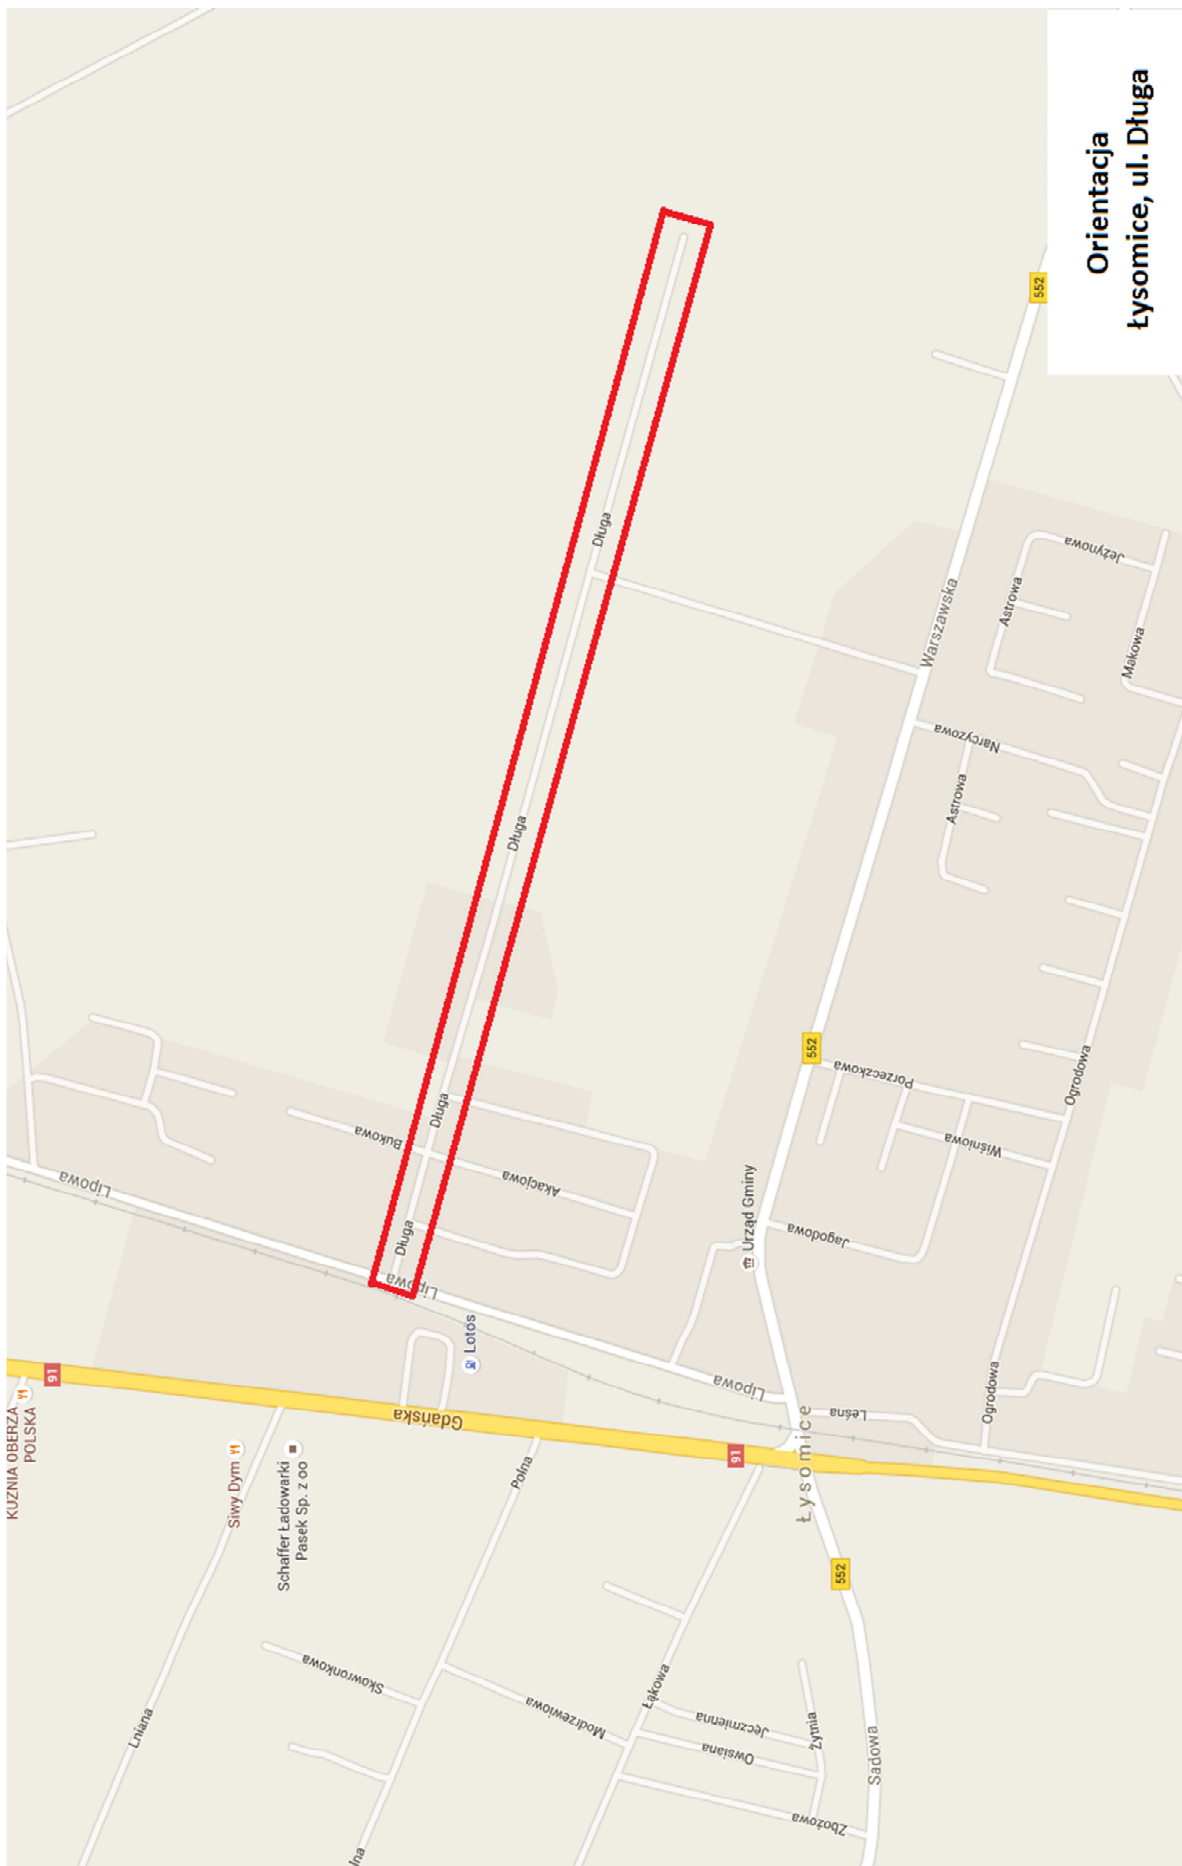 Orientacja
Łysomice, ul. Długa
552
Długa
Jeżynowa
Astrowa
Makowa
Warszawska
Narcyzowa
Astrowa
Długa
552
Porzeczkowa
Ogrodowa
Wiśniowa
Długa
Bukowa
Akacjowa
Lipowa
Urząd Gminy
Jagodowa
Długa
Lipowa
Lotos
91
KUŹNIA OBERŻA
POLSKA
Gdańska
Lipowa
Leśna
Ogrodowa
Siwy Dym
Schaffer Ładowarki
Pasek Sp. z oo
Polna
91
Łysomice
552
Skowronkowa
Lniana
Modrzewiowa
Łąkowa
Jęczmienna
Owsiana
Żytnia
Sadowa
Zbożowa
lna